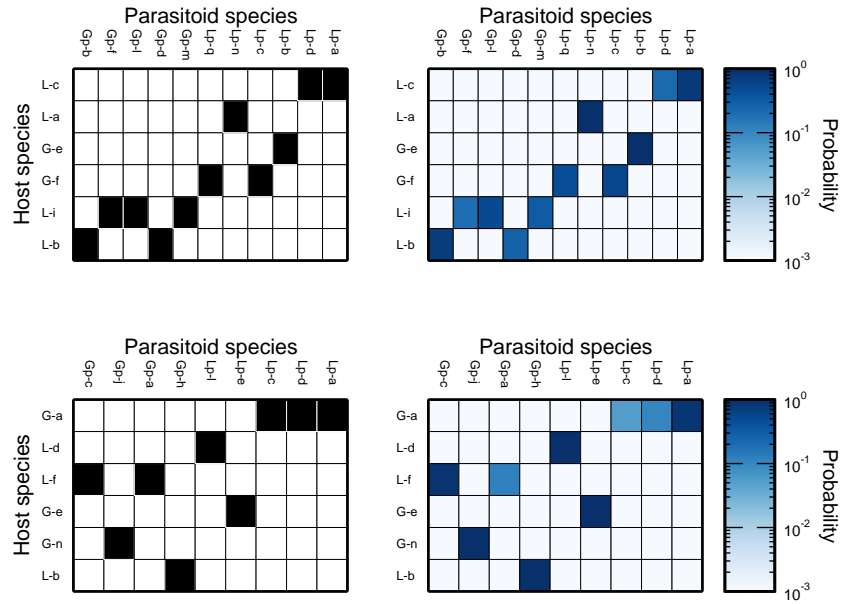 Parasitoid species
Gp-b Gp-f Gp-l Gp-d Gp-m Lp-q Lp-n Lp-c Lp-b Lp-d Lp-a
Host species
L-c
L-a
G-e
G-f
L-i
L-b
Parasitoid species
Gp-b Gp-f Gp-l Gp-d Gp-m Lp-q Lp-n Lp-c Lp-b Lp-d Lp-a
L-c
L-a
G-e
G-f
L-i
L-b
10^0
10^-1
10^-2
10^-3
Probability
Parasitoid species
Gp-c Gp-j Gp-a Gp-h Lp-l Lp-e Lp-c Lp-d Lp-a
Host species
G-a
L-d
L-f
G-e
G-n
L-b
Parasitoid species
Gp-c Gp-j Gp-a Gp-h Lp-l Lp-e Lp-c Lp-d Lp-a
G-a
L-d
L-f
G-e
G-n
L-b
10^0
10^-1
10^-2
10^-3
Probability